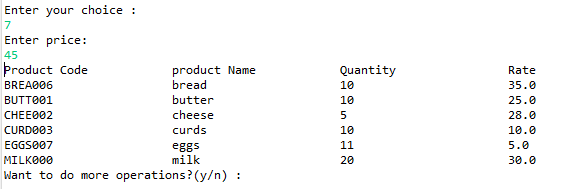 Enter your choice :
7
Enter price:
45
Product Code product Name Quantity Rate
BREA006 bread 10 35.0
BUTT001 butter 10 25.0
CHEE002 cheese 5 28.0
CURD003 curds 10 10.0
EGGS007 eggs 11 5.0
MILK000 milk 20 30.0
Want to do more operations?(y/n) :